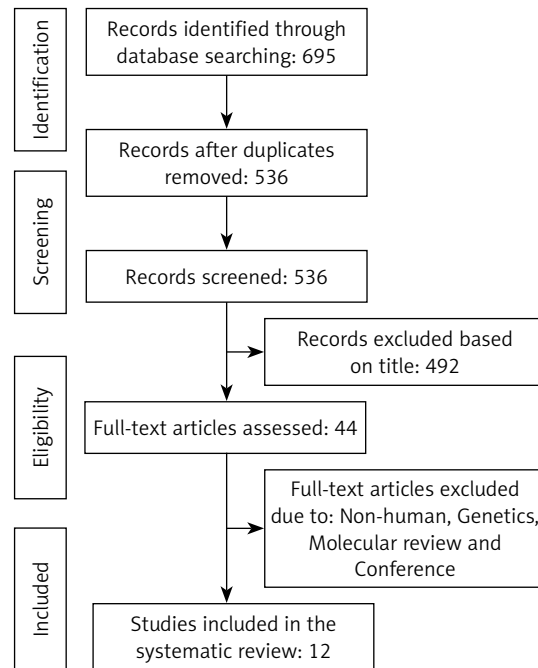 Identification
Records identified through
database searching: 695
Records after duplicates
removed: 536
Screening
Records screened: 536
Records excluded based
on title: 492
Eligibility
Full-text articles assessed: 44
Full-text articles excluded
due to: Non-human, Genetics,
Molecular review and
Conference
Included
Studies included in the
systematic review: 12